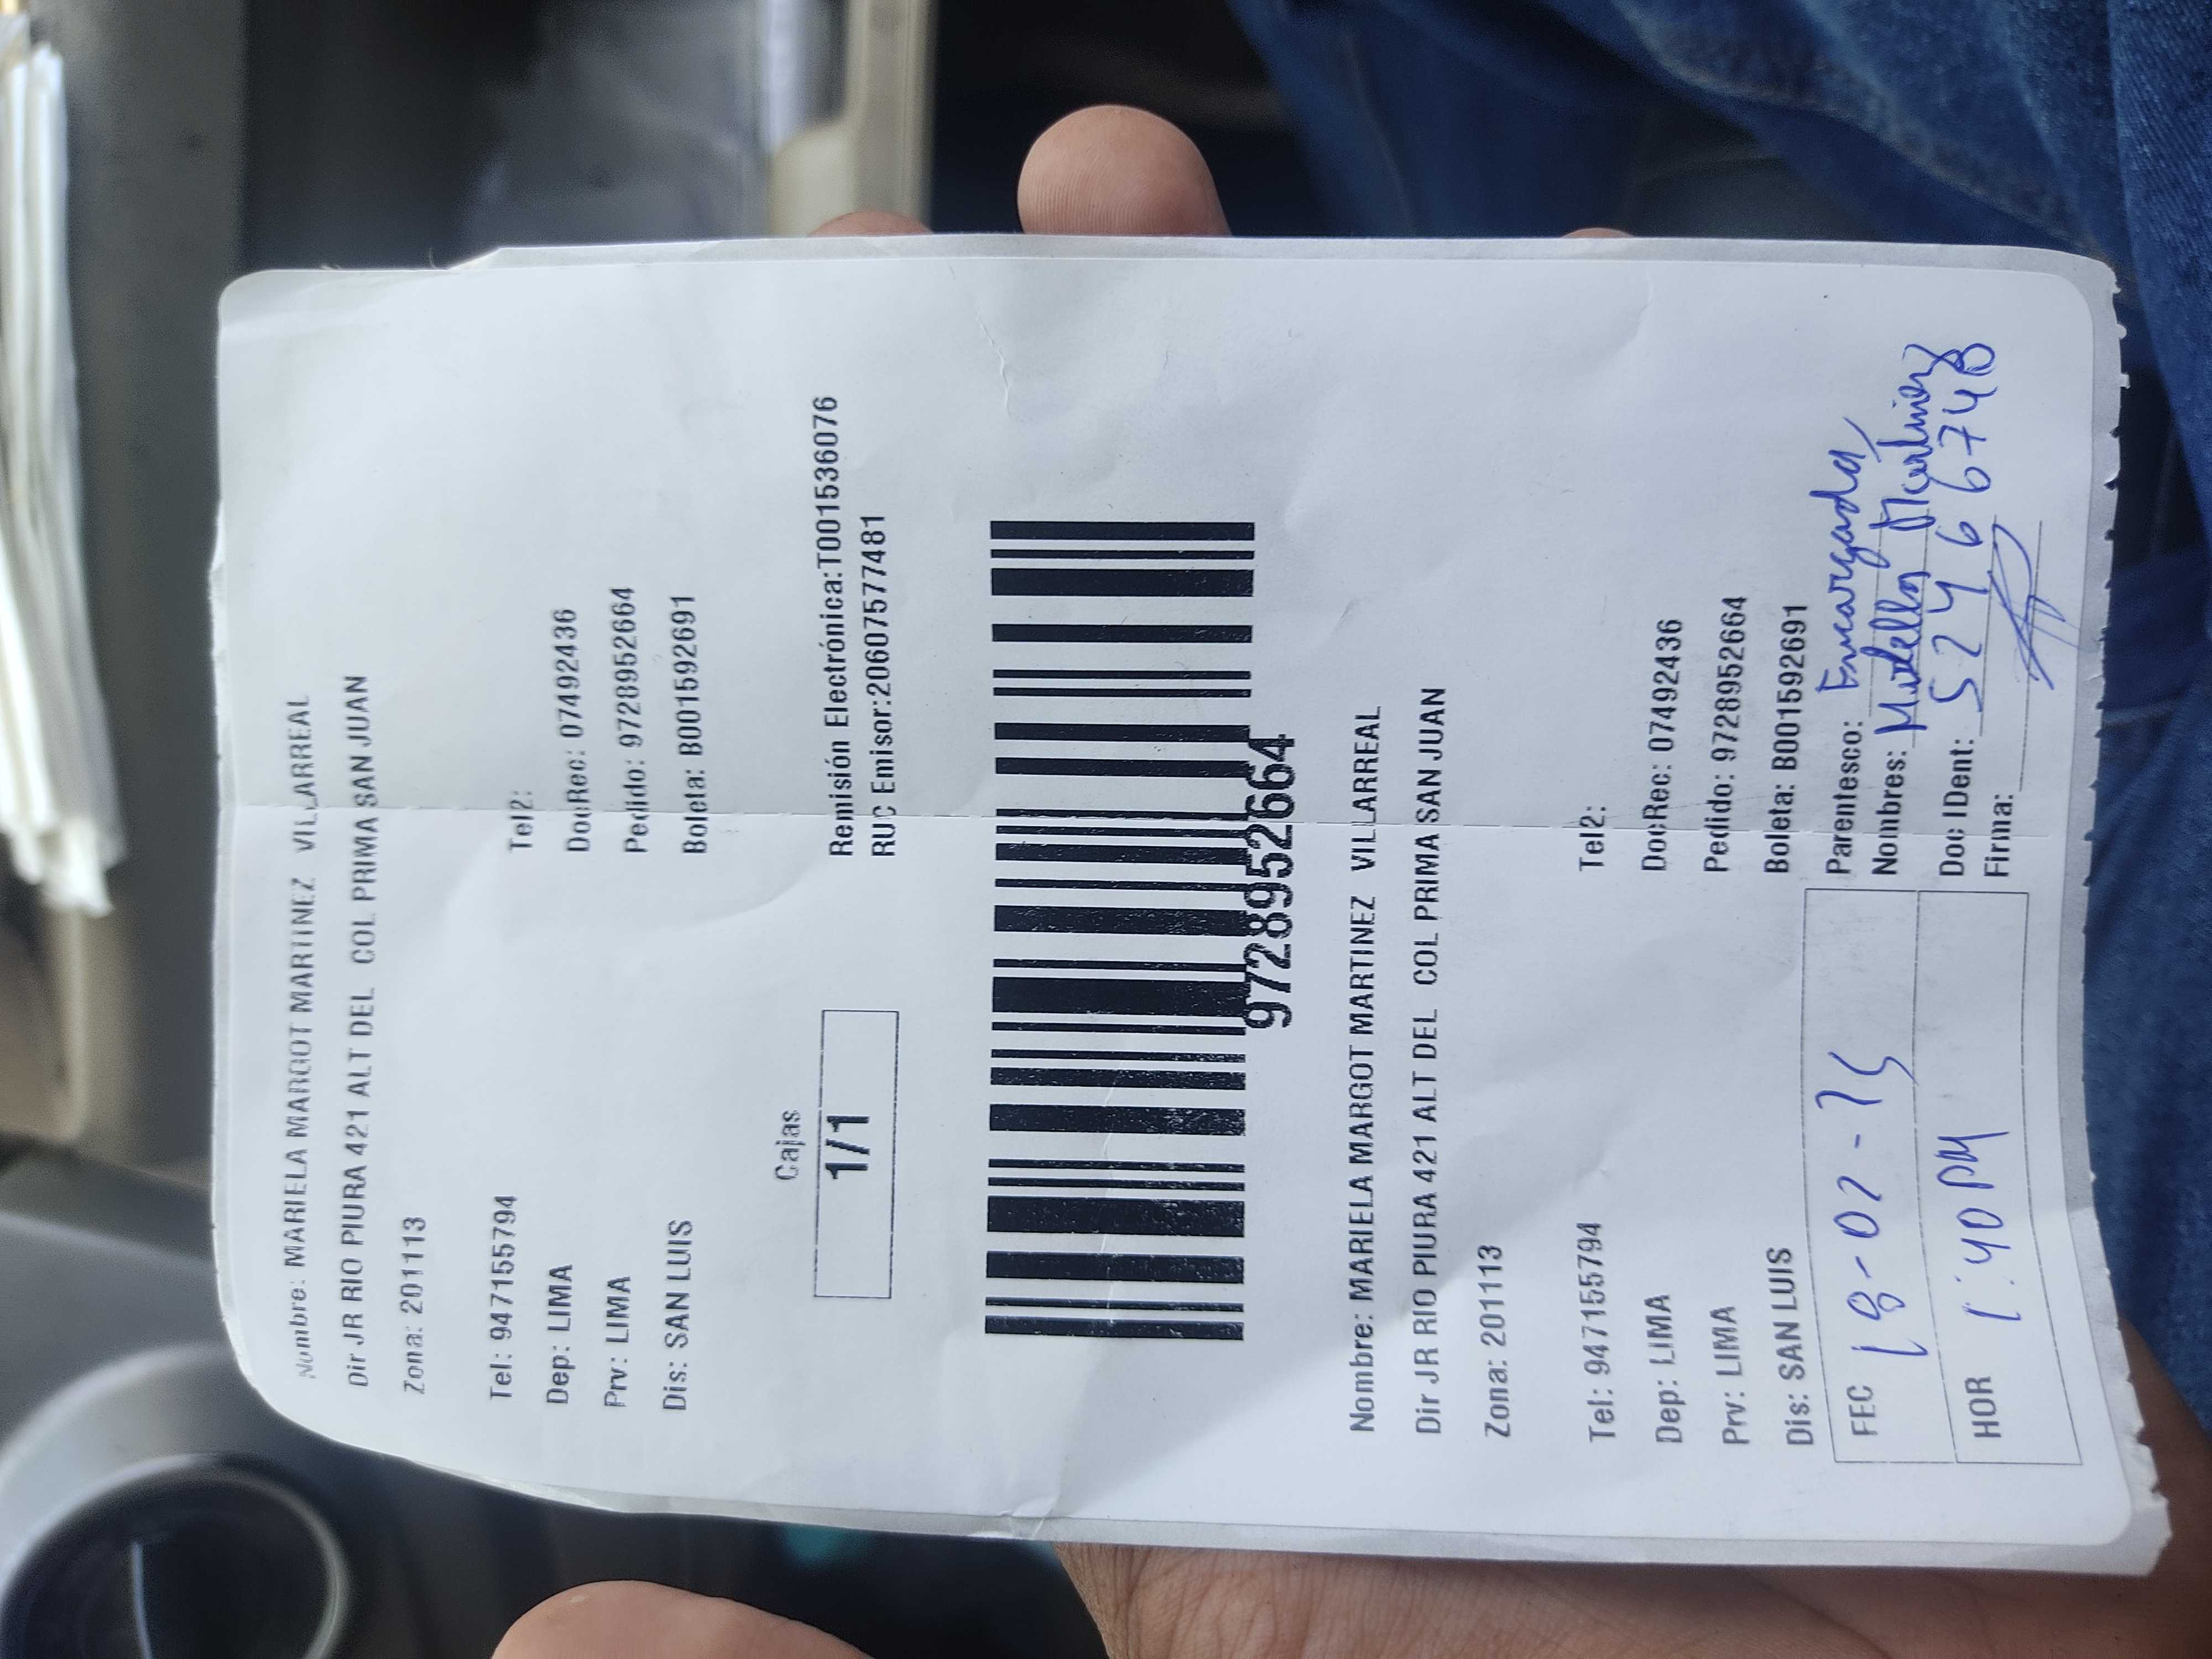 Nombre: MARIELA MARGOT MARTINEZ VILLARREAL
Dir JR RIO PIURA 421 ALT DEL COL PRIMA SAN JUAN
Zona: 201113
Tel: 947155794 Tel2:
Dep: LIMA DocRec: 07492436
Prv: LIMA Pedido: 9728952664
Dis: SAN LUIS Boleta: B001592691
Cajas
1/1
Remisión Electrónica:T001536076
RUC Emisor:20607577481
9728952664
Nombre: MARIELA MARGOT MARTINEZ VILLARREAL
Dir JR RIO PIURA 421 ALT DEL COL PRIMA SAN JUAN
Zona: 201113
Tel: 947155794 Tel2:
Dep: LIMA DocRec: 07492436
Prv: LIMA Pedido: 9728952664
Dis: SAN LUIS Boleta: B001592691
FEC 18-02-25
HOR 1:40 PM
Parentesco: Encargada
Nombres: Martinez
Doc IDent:
Firma: